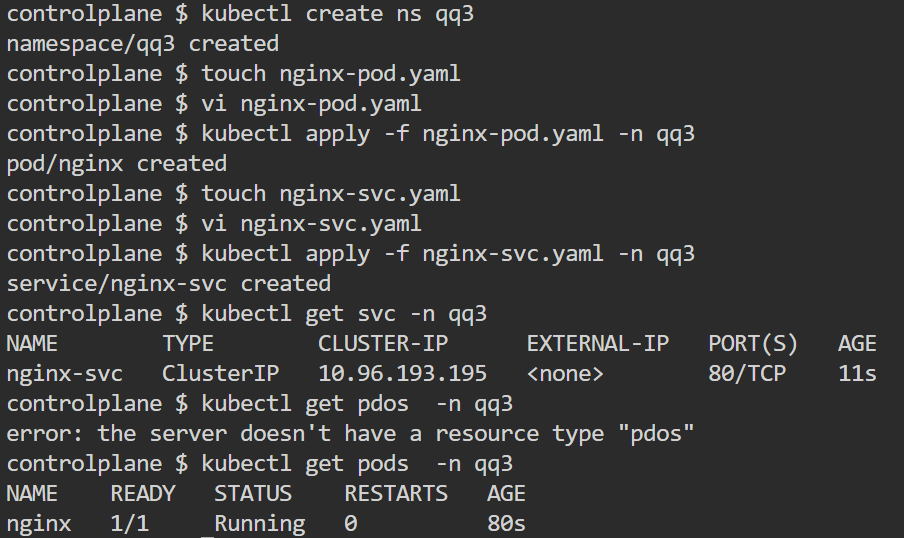 controlplane $ kubectl create ns qq3
namespace/qq3 created
controlplane $ touch nginx-pod.yaml
controlplane $ vi nginx-pod.yaml
controlplane $ kubectl apply -f nginx-pod.yaml -n qq3
pod/nginx created
controlplane $ touch nginx-svc.yaml
controlplane $ vi nginx-svc.yaml
controlplane $ kubectl apply -f nginx-svc.yaml -n qq3
service/nginx-svc created
controlplane $ kubectl get svc -n qq3
NAME        TYPE        CLUSTER-IP      EXTERNAL-IP   PORT(S)   AGE
nginx-svc   ClusterIP   10.96.193.195   <none>        80/TCP    11s
controlplane $ kubectl get pdos  -n qq3
error: the server doesn't have a resource type "pdos"
controlplane $ kubectl get pods  -n qq3
NAME    READY   STATUS    RESTARTS   AGE
nginx   1/1     Running   0          80s